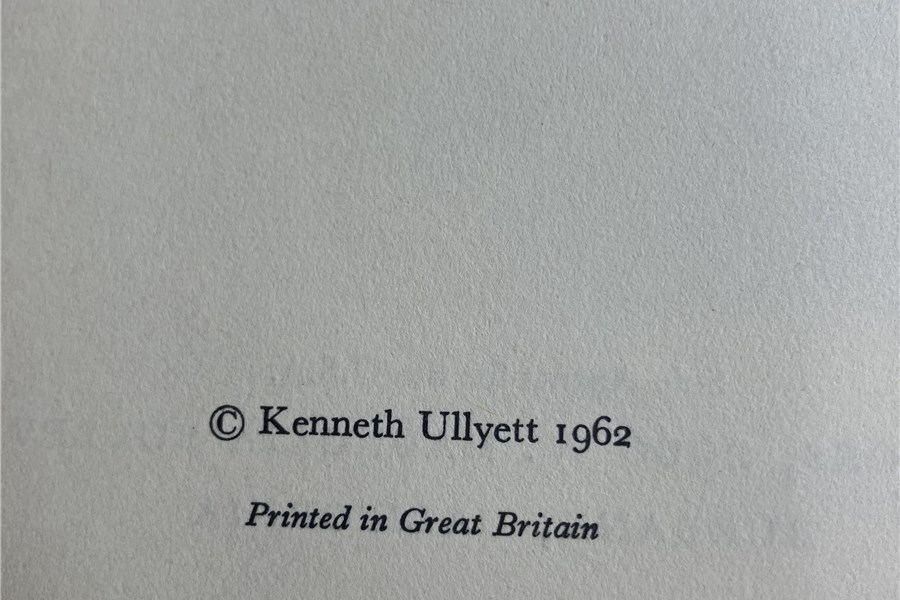 © Kenneth Ullyett 1962
Printed in Great Britain